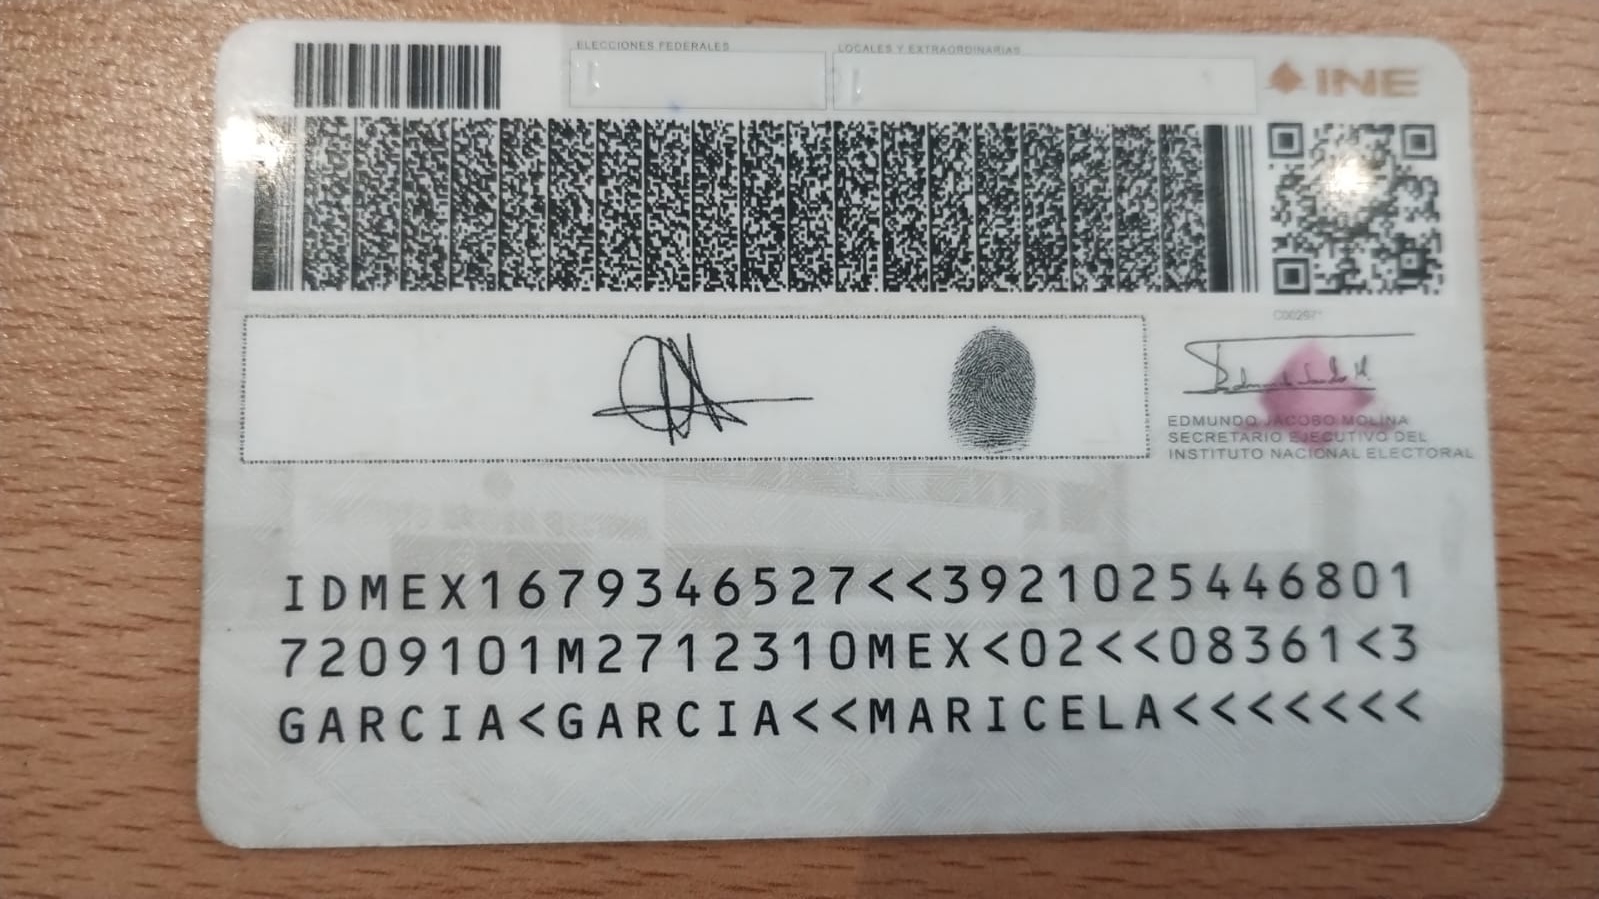 ELECCIONES FEDERALES
LOCALES Y EXTRAORDINARIAS
INE
EDMUNDO JACOBO MOLINA
SECRETARIO EJECUTIVO DEL
INSTITUTO NACIONAL ELECTORAL
IDMEX1679346527<<3921025446801
7209101M2712310MEX<02<<08361<3
GARCIA<GARCIA<<MARICELA<<<<<<<